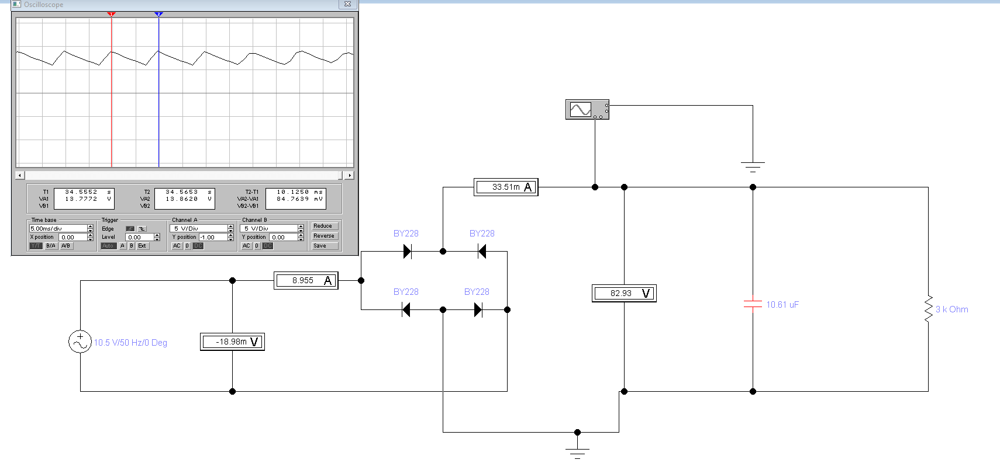 Oscilloscope
1
2
T1 34.5552 s
VA1 13.7772 V
VB1
T2 34.5653 s
VA2 13.8620 V
VB2
T2-T1 10.1250 ms
VA2-VA1 84.7639 mV
VB2-VB1
Time base
5.00ms/div
X position 0.00
Y/T B/A A/B
Trigger
Edge
Level 0.00
Auto A B Ext
Channel A
5 V/Div
Y position -1.00
AC 0 DC
Channel B
5 V/Div
Y position 0.00
AC 0 DC
Reduce
Reverse
Save
33.51m A
BY228 BY228
8.955 A
BY228 BY228
82.93 V
10.61 uF
3 k Ohm
10.5 V/50 Hz/0 Deg
-18.98m V